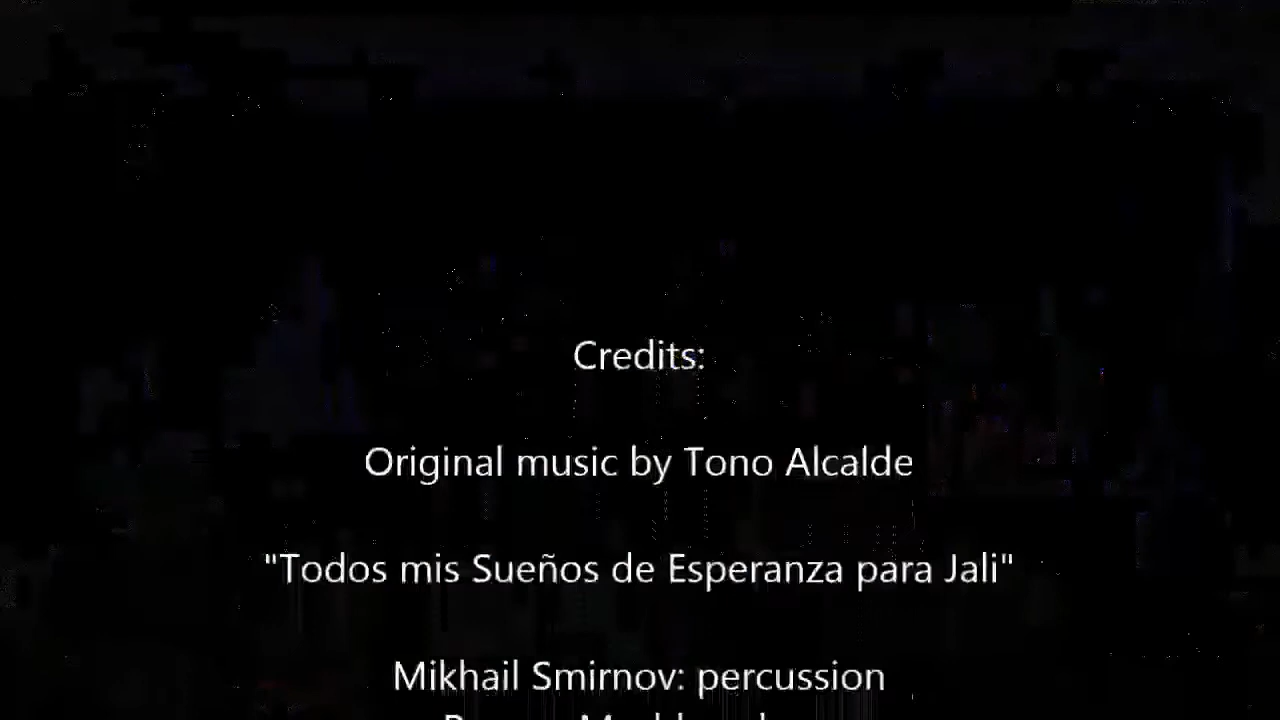 Credits:
Original music by Tono Alcalde
"Todos mis Sueños de Esperanza para Jali"
Mikhail Smirnov: percussion